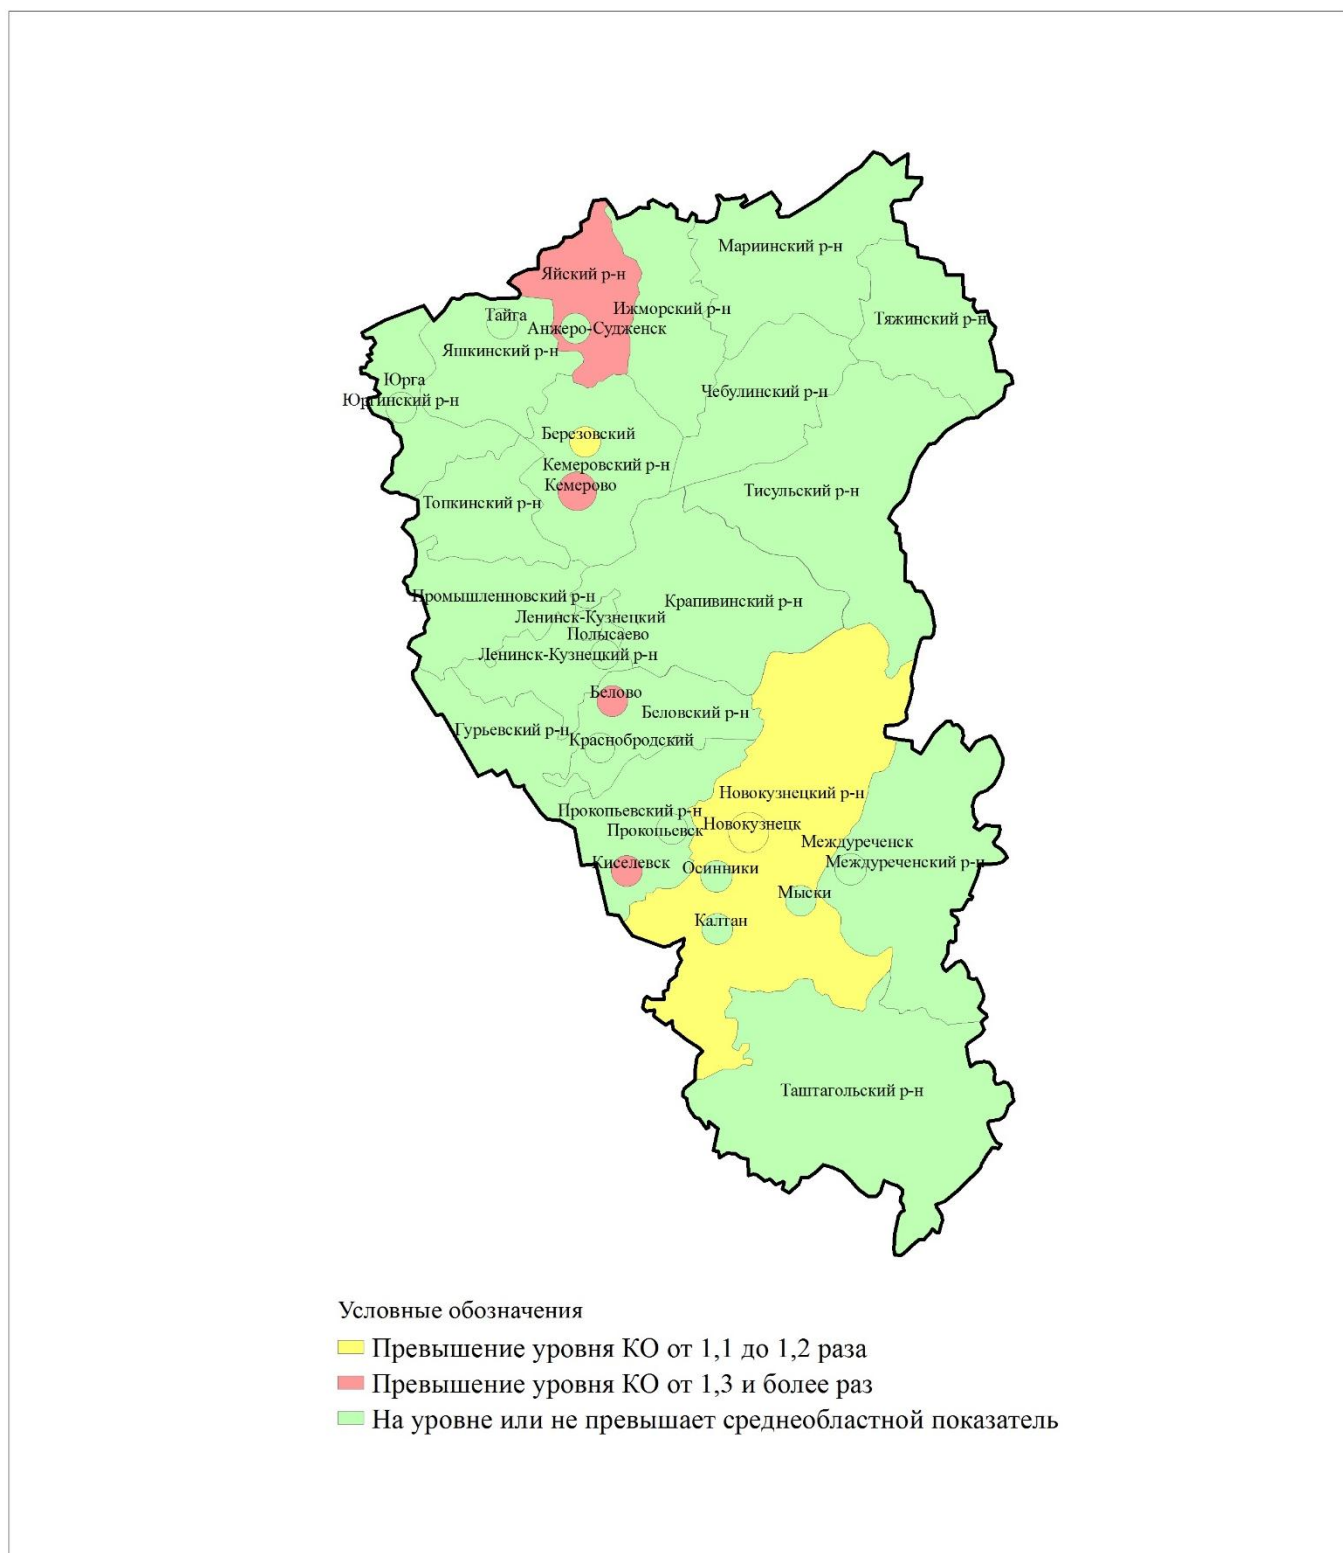 Мариинский р-н
Яйский р-н
Ижморский р-н
Тайга
Тяжинский р-н
Анжеро-Судженск
Яшкинский р-н
Юрга
Чебулинский р-н
Юргинский р-н
Березовский
Кемеровский р-н
Кемерово
Тисульский р-н
Топкинский р-н
Промышленновский р-н
Крапивинский р-н
Ленинск-Кузнецкий
Полысаево
Ленинск-Кузнецкий р-н
Белово
Беловский р-н
Гурьевский р-н
Краснобродский
Новокузнецкий р-н
Прокопьевский р-н
Новокузнецк
Прокопьевск
Междуреченск
Киселевск
Междуреченский р-н
Осинники
Мыски
Калтан
Таштагольский р-н
Условные обозначения
Превышение уровня КО от 1,1 до 1,2 раза
Превышение уровня КО от 1,3 и более раз
На уровне или не превышает среднеобластной показатель